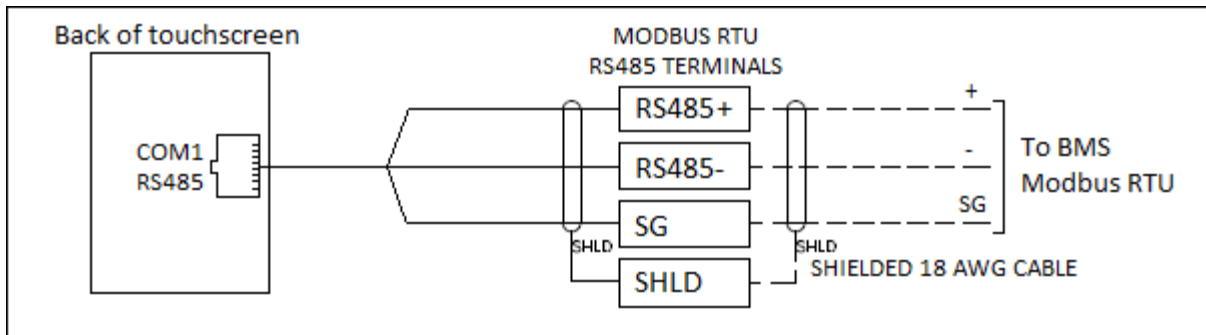 Back of touchscreen
MODBUS RTU
RS485 TERMINALS
COM1
RS485
RS485+
RS485-
SG
SHLD
SHLD
+
-
SG
To BMS
Modbus RTU
SHLD
SHIELDED 18 AWG CABLE